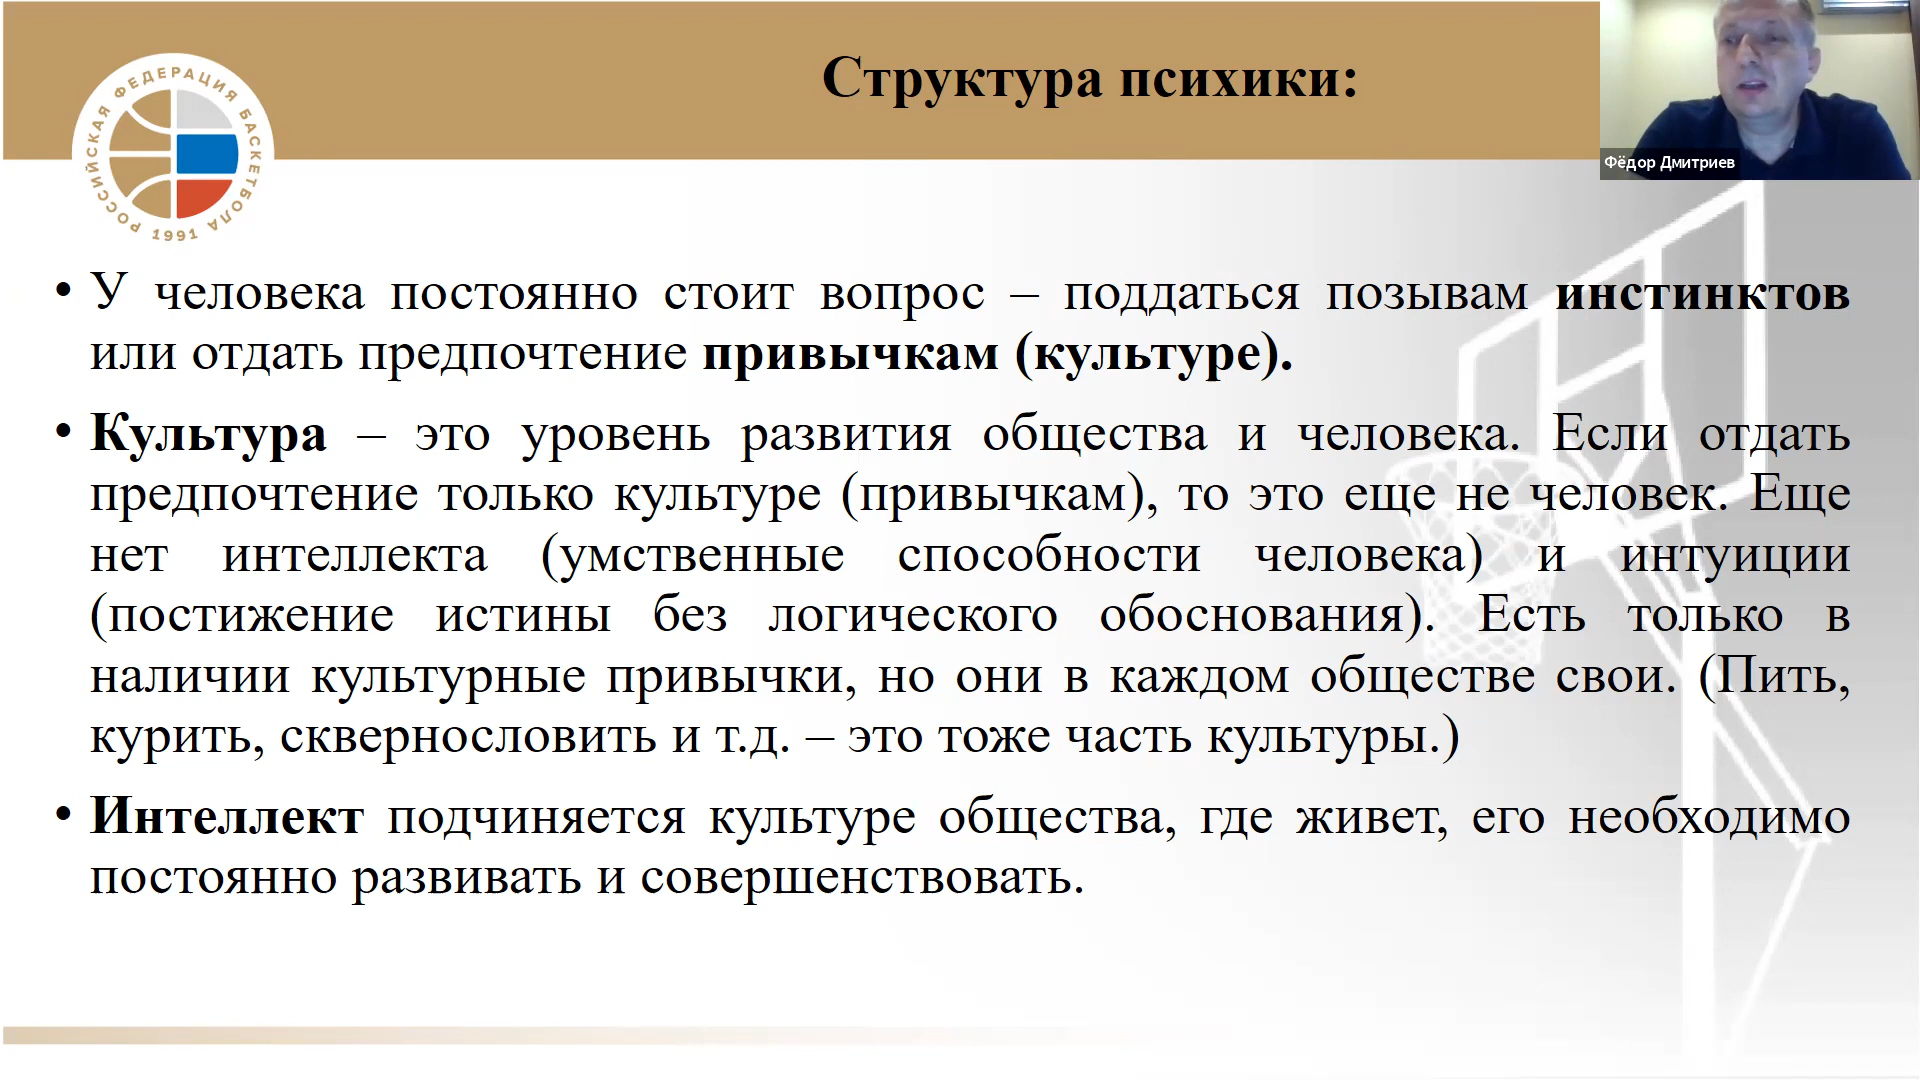 Структура психики:
РОССИЙСКАЯ ФЕДЕРАЦИЯ БАСКЕТБОЛА
1991
Фёдор Дмитриев
• У человека постоянно стоит вопрос – поддаться позывам инстинктов
или отдать предпочтение привычкам (культуре).
• Культура – это уровень развития общества и человека. Если отдать
предпочтение только культуре (привычкам), то это еще не человек. Еще
нет интеллекта (умственные способности человека) и интуиции
(постижение истины без логического обоснования). Есть только в
наличии культурные привычки, но они в каждом обществе свои. (Пить,
курить, сквернословить и т.д. – это тоже часть культуры.)
• Интеллект подчиняется культуре общества, где живет, его необходимо
постоянно развивать и совершенствовать.